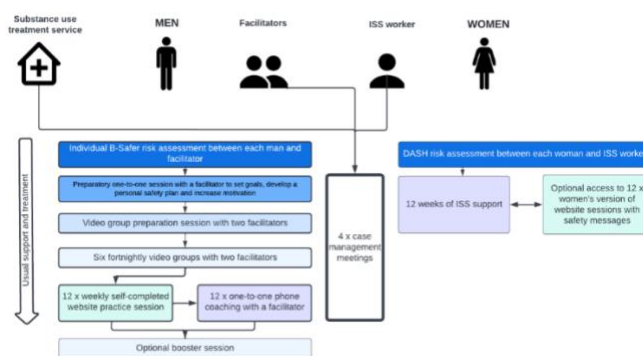 Substance use
treatment service
MEN
Facilitators
ISS worker
WOMEN
Usual support and treatment
Individual B-Safer risk assessment between each man and
facilitator
Preparatory one-to-one session with a facilitator to set goals, develop a
personal safety plan and increase motivation
Video group preparation session with two facilitators
Six fortnightly video groups with two facilitators
12 x weekly self-completed
website practice session
12 x one-to-one phone
coaching with a facilitator
Optional booster session
4 x case
management
meetings
DASH risk assessment between each woman and ISS worker
12 weeks of ISS support
Optional access to 12 x
women's version of
website sessions with
safety messages